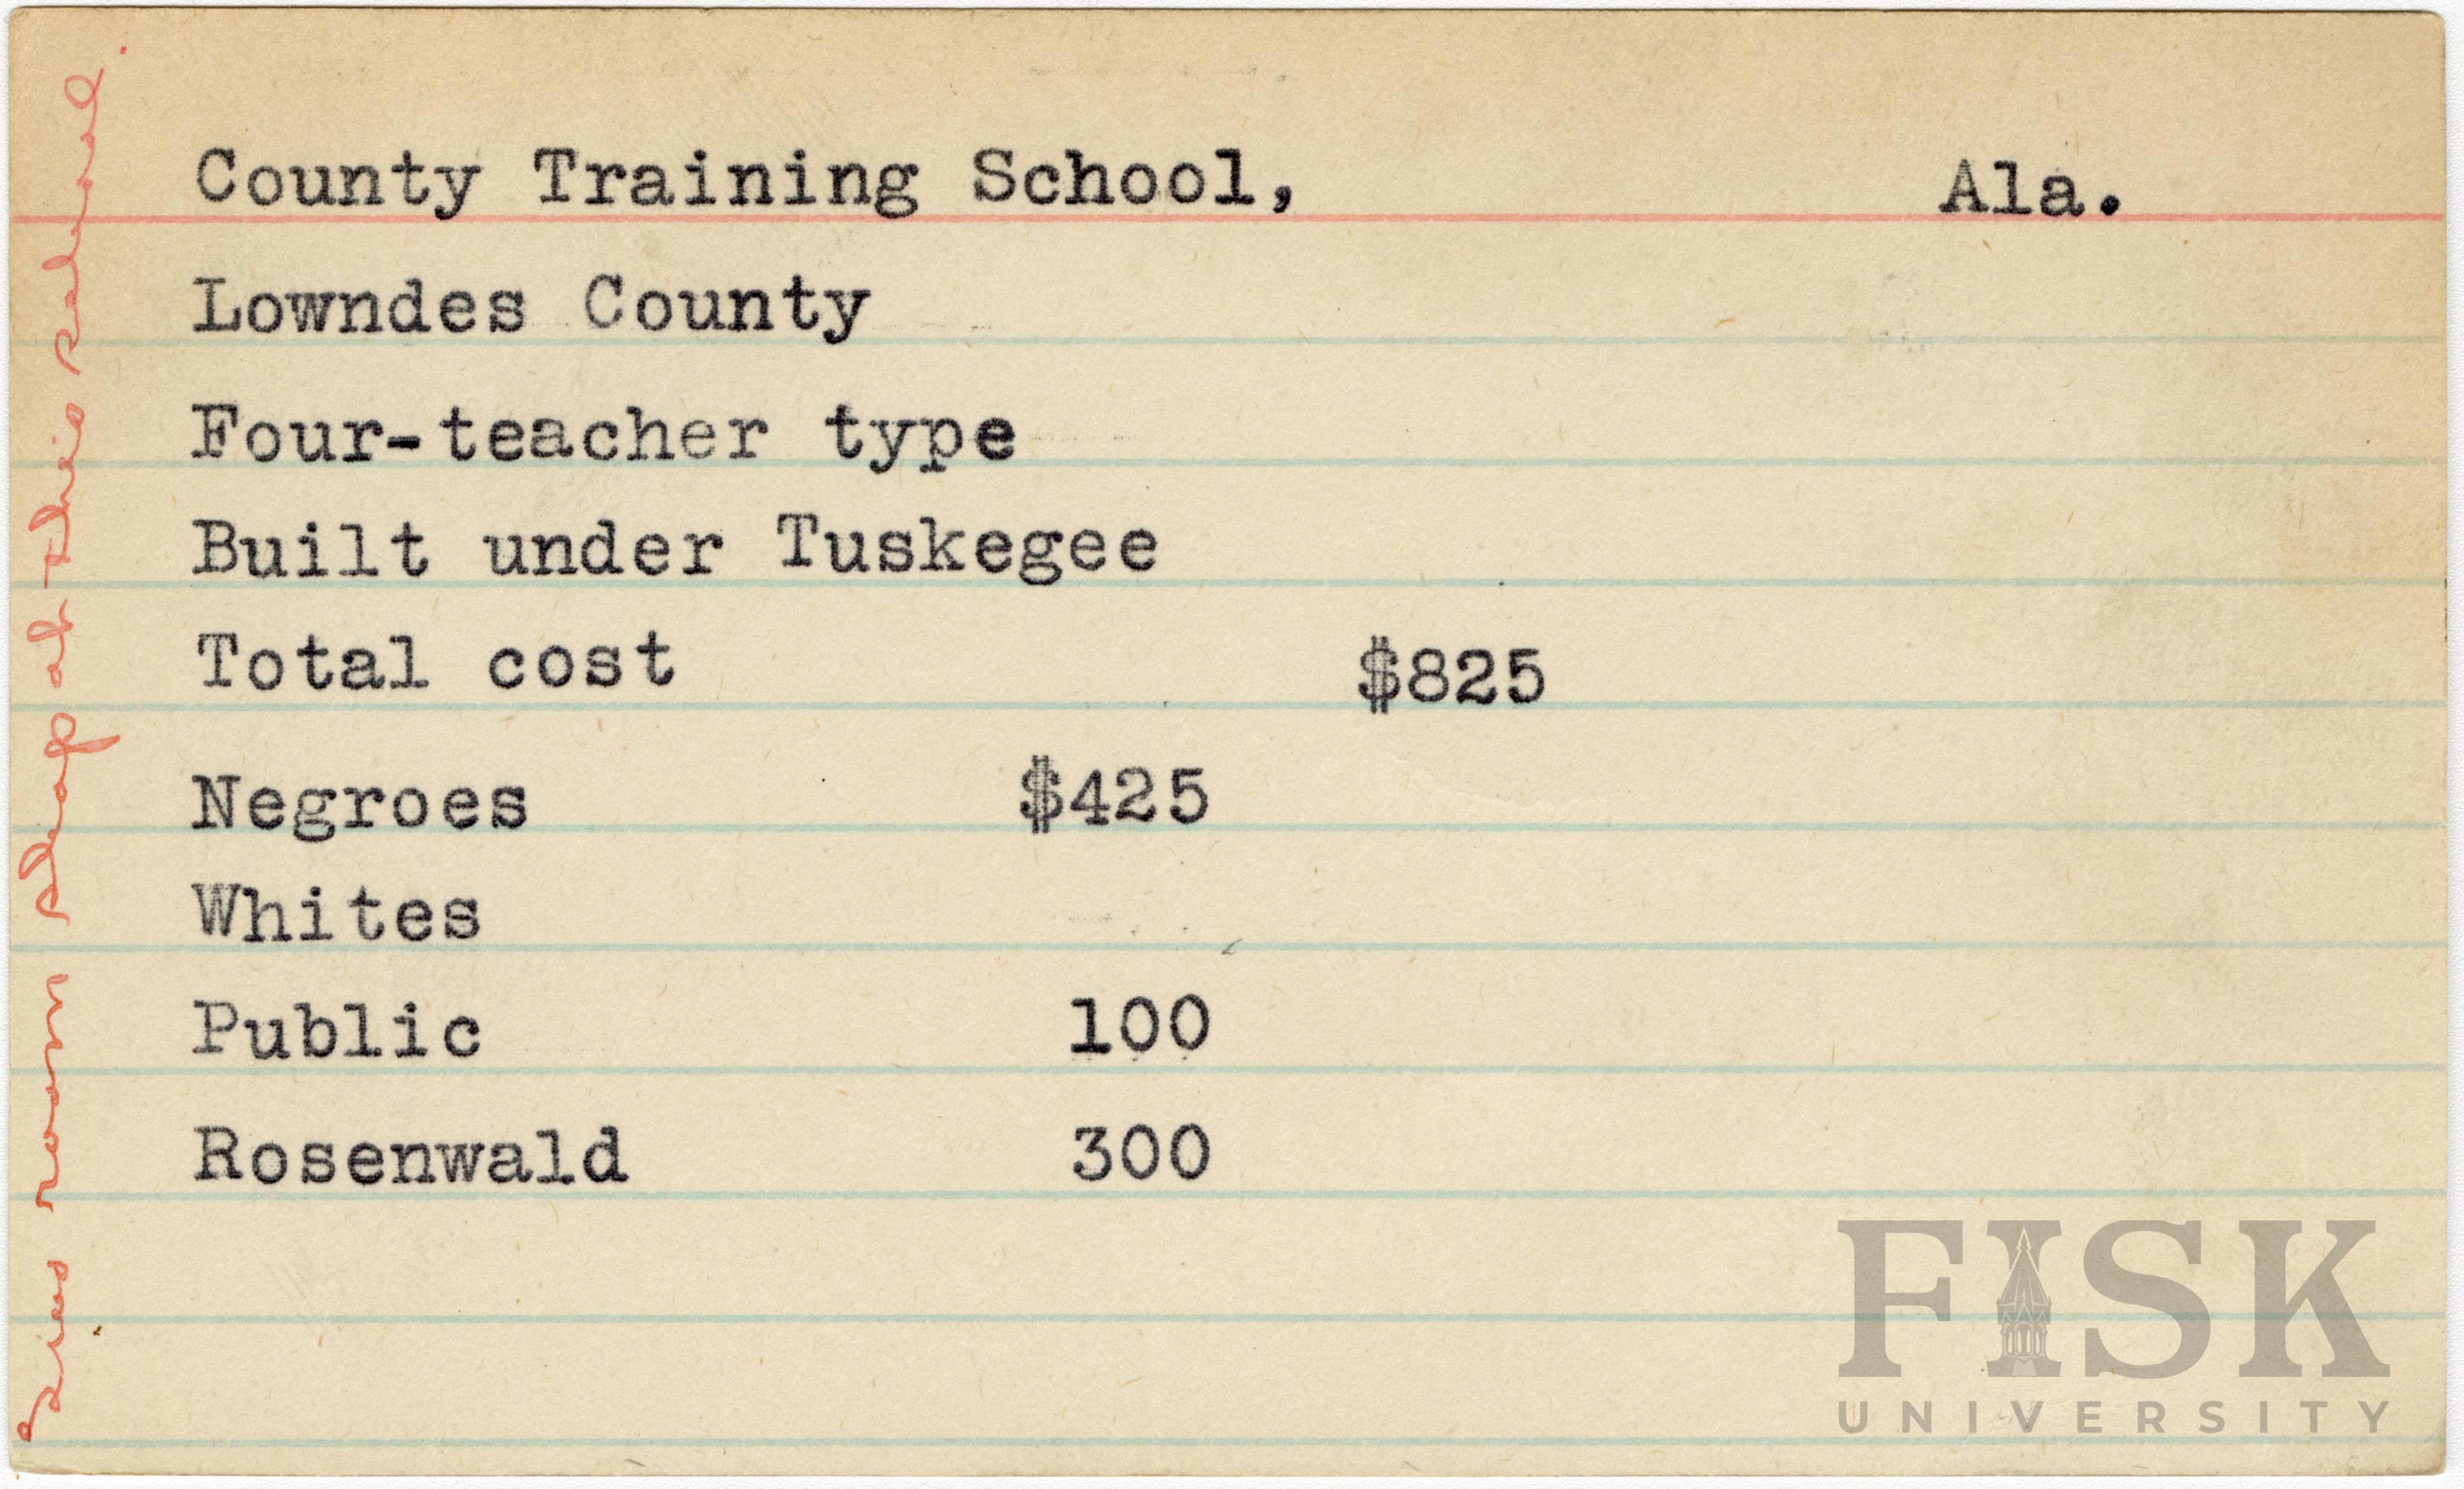 County Training School, Ala.
Lowndes County
Four-teacher type
Built under Tuskegee
Total cost $825
Negroes $425
Whites
Public 100
Rosenwald 300
room shop at this school.
FISK
UNIVERSITY